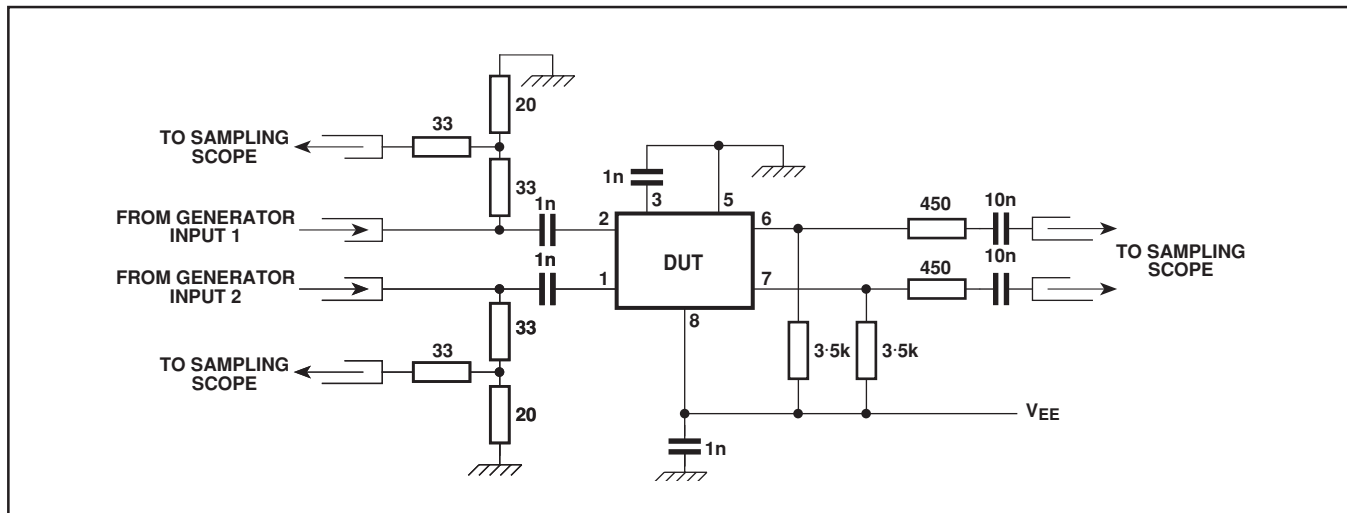 20
33
TO SAMPLING
SCOPE
33
1n
1n
3
5
FROM GENERATOR
INPUT 1
2
6
450
10n
DUT
TO SAMPLING
SCOPE
FROM GENERATOR
INPUT 2
1n
1
7
450
10n
8
33
3·5k
3·5k
33
TO SAMPLING
SCOPE
20
VEE
1n